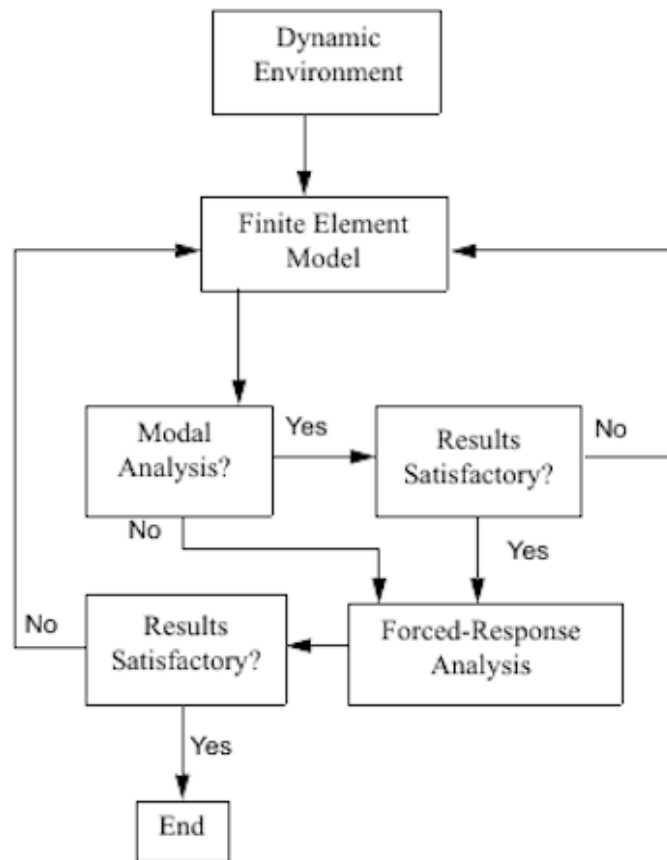 Dynamic
Environment
Finite Element
Model
Modal
Analysis?
Yes
Results
Satisfactory?
No
No
Yes
No
Results
Satisfactory?
Forced-Response
Analysis
Yes
End